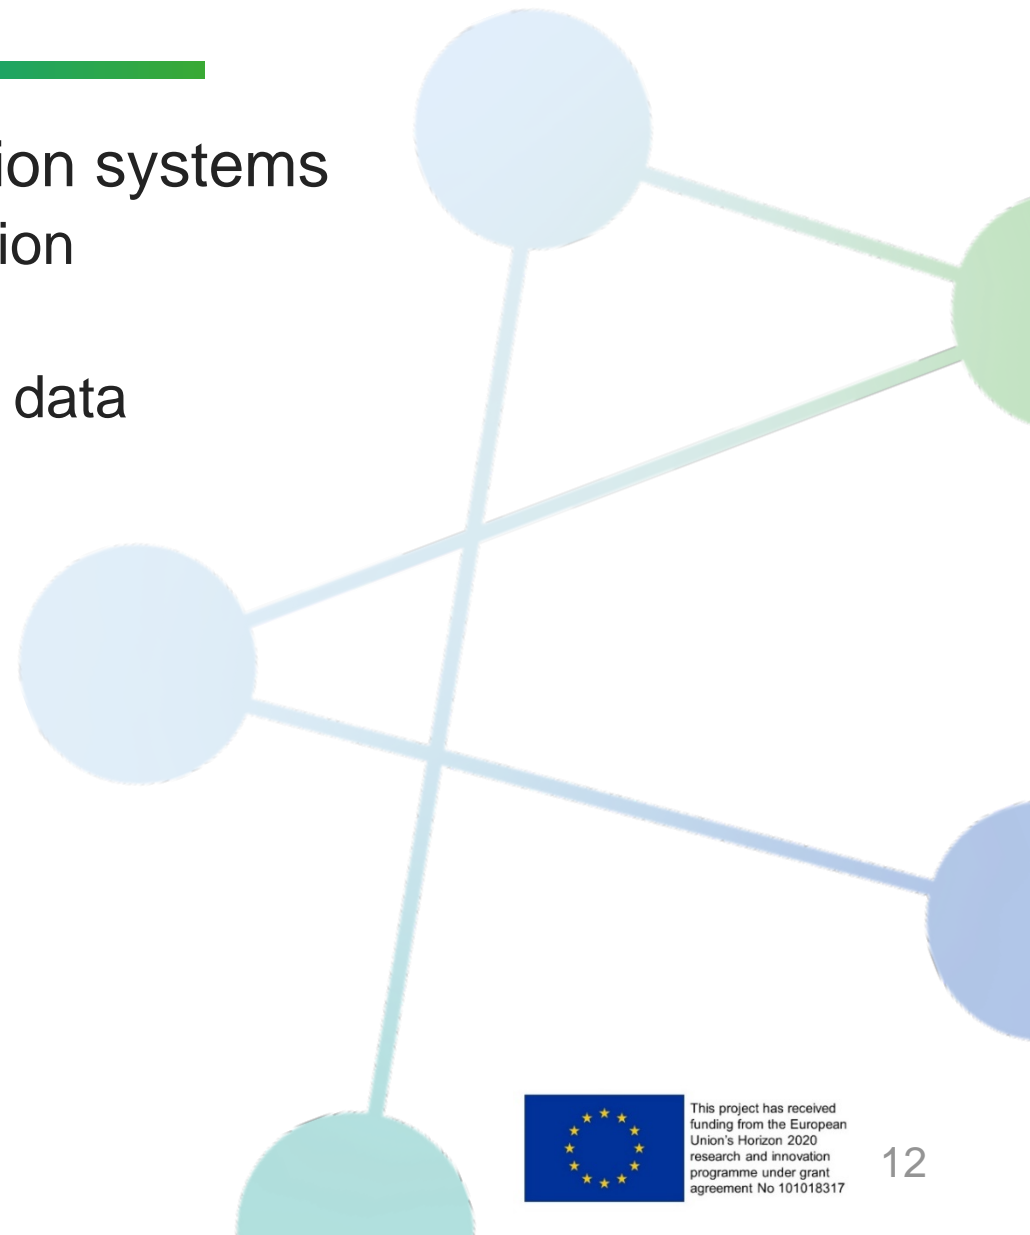 ion systems
ion
data
This project has received
funding from the European
Union's Horizon 2020
research and innovation
programme under grant
agreement No 101018317
12